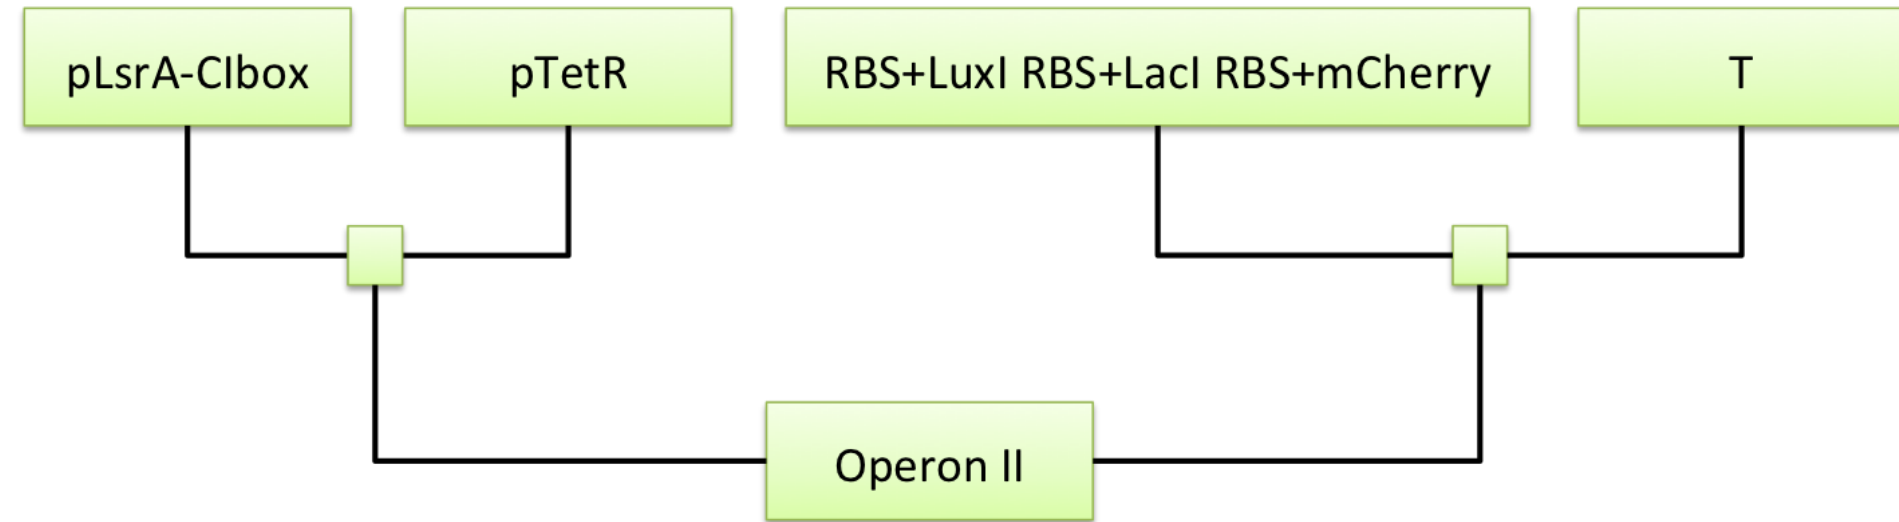 pLsrA-CIbox
pTetR
RBS+LuxI RBS+LacI RBS+mCherry
T
Operon II